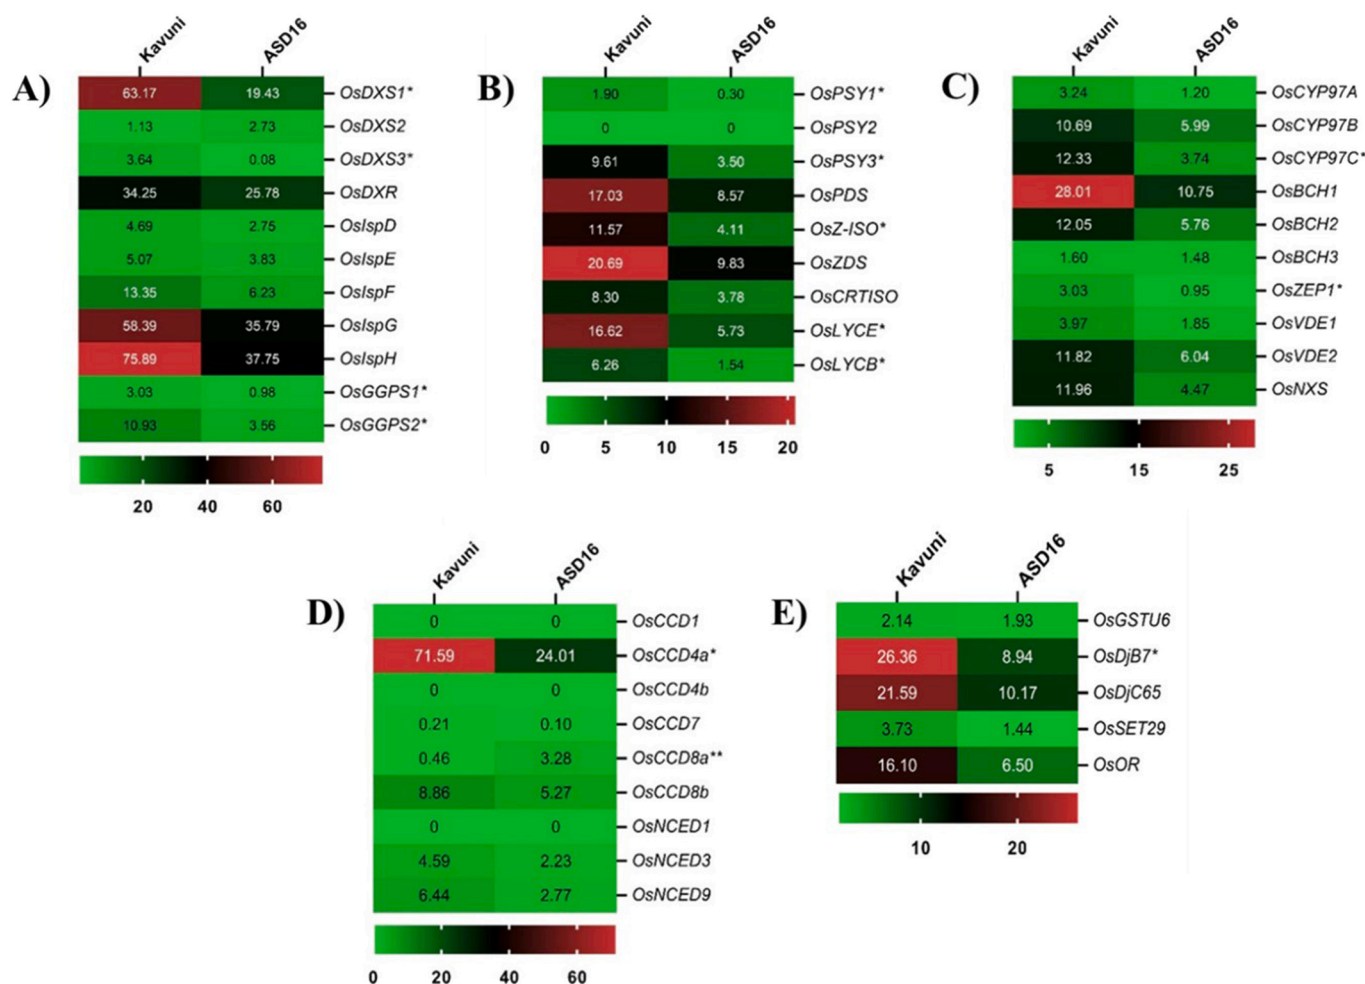 A)
Kavuni ASD16
63.17 19.43 OsDXS1*
1.13 2.73 OsDXS2
3.64 0.08 OsDXS3*
34.25 25.78 OsDXR
4.69 2.75 OsIspD
5.07 3.83 OsIspE
13.35 6.23 OsIspF
58.39 35.79 OsIspG
75.89 37.75 OsIspH
3.03 0.98 OsGGPS1*
10.93 3.56 OsGGPS2*
20 40 60
B)
Kavuni ASD16
1.90 0.30 OsPSY1*
0 0 OsPSY2
9.61 3.50 OsPSY3*
17.03 8.57 OsPDS
11.57 4.11 OsZ-ISO*
20.69 9.83 OsZDS
8.30 3.78 OsCRTISO
16.62 5.73 OsLYCE*
6.26 1.54 OsLYCB*
0 5 10 15 20
C)
Kavuni ASD16
3.24 1.20 OsCYP97A
10.69 5.99 OsCYP97B
12.33 3.74 OsCYP97C*
28.01 10.75 OsBCH1
12.05 5.76 OsBCH2
1.60 1.48 OsBCH3
3.03 0.95 OsZEP1*
3.97 1.85 OsVDE1
11.82 6.04 OsVDE2
11.96 4.47 OsNXS
5 15 25
D)
Kavuni ASD16
0 0 OsCCD1
71.59 24.01 OsCCD4a*
0 0 OsCCD4b
0.21 0.10 OsCCD7
0.46 3.28 OsCCD8a**
8.86 5.27 OsCCD8b
0 0 OsNCED1
4.59 2.23 OsNCED3
6.44 2.77 OsNCED9
0 20 40 60
E)
Kavuni ASD16
2.14 1.93 OsGSTU6
26.36 8.94 OsDjB7*
21.59 10.17 OsDjC65
3.73 1.44 OsSET29
16.10 6.50 OsOR
10 20